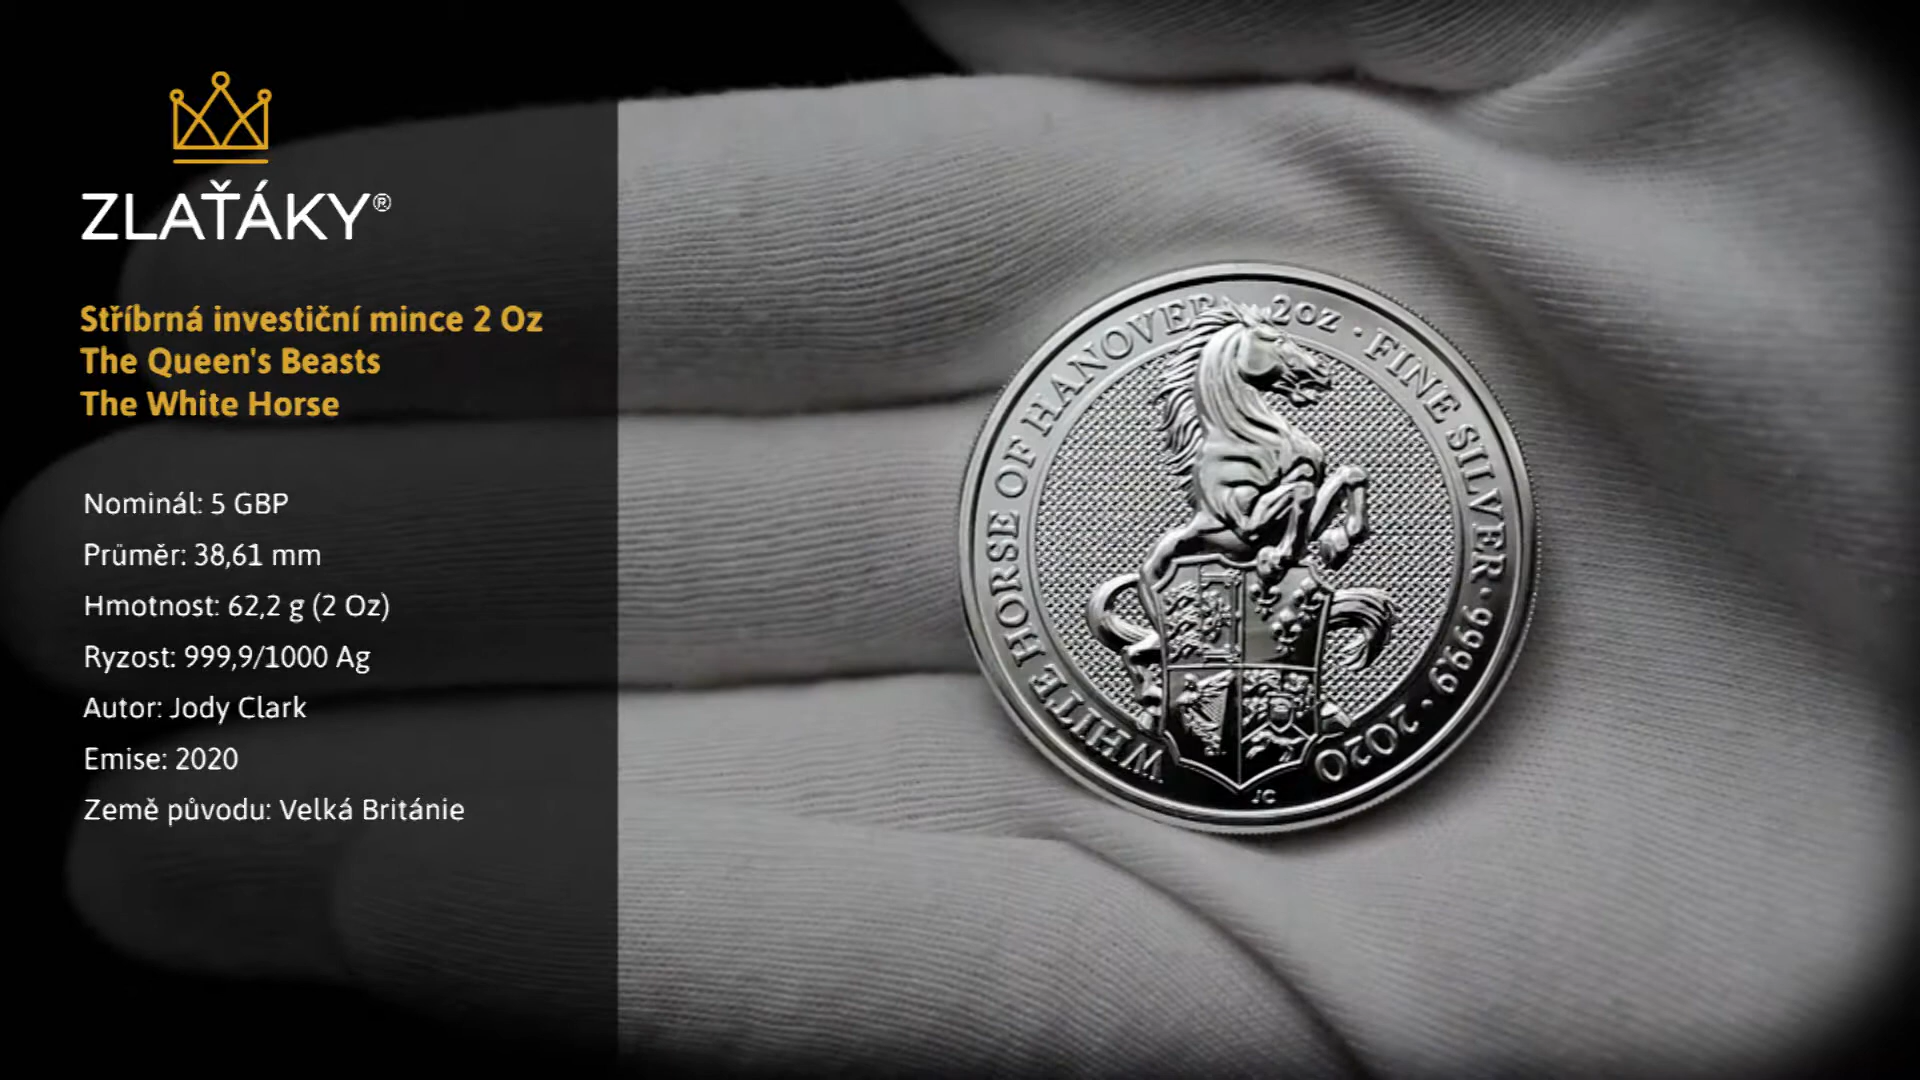 ZLAŤÁKY®
Stříbrná investiční mince 2 Oz
The Queen's Beasts
The White Horse
Nominál: 5 GBP
Průměr: 38,61 mm
Hmotnost: 62,2 g (2 Oz)
Ryzost: 999,9/1000 Ag
Autor: Jody Clark
Emise: 2020
Země původu: Velká Británie
WHITE HORSE OF HANOVER 2OZ · FINE SILVER · 999.9 · 2020
JC